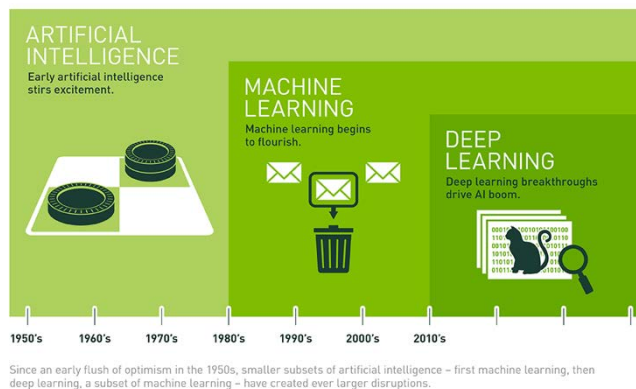 ARTIFICIAL
INTELLIGENCE
Early artificial intelligence
stirs excitement.
MACHINE
LEARNING
Machine learning begins
to flourish.
DEEP
LEARNING
Deep learning breakthroughs
drive AI boom.
1950's 1960's 1970's 1980's 1990's 2000's 2010's
Since an early flush of optimism in the 1950s, smaller subsets of artificial intelligence – first machine learning, then
deep learning, a subset of machine learning – have created ever larger disruptions.